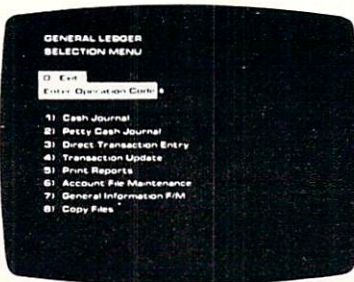 GENERAL LEDGER
SELECTION MENU
0 Exit
Enter Operation Code
1) Cash Journal
2) Petty Cash Journal
3) Direct Transaction Entry
4) Transaction Update
5) Print Reports
6) Account File Maintenance
7) General Information F/M
8) Copy Files